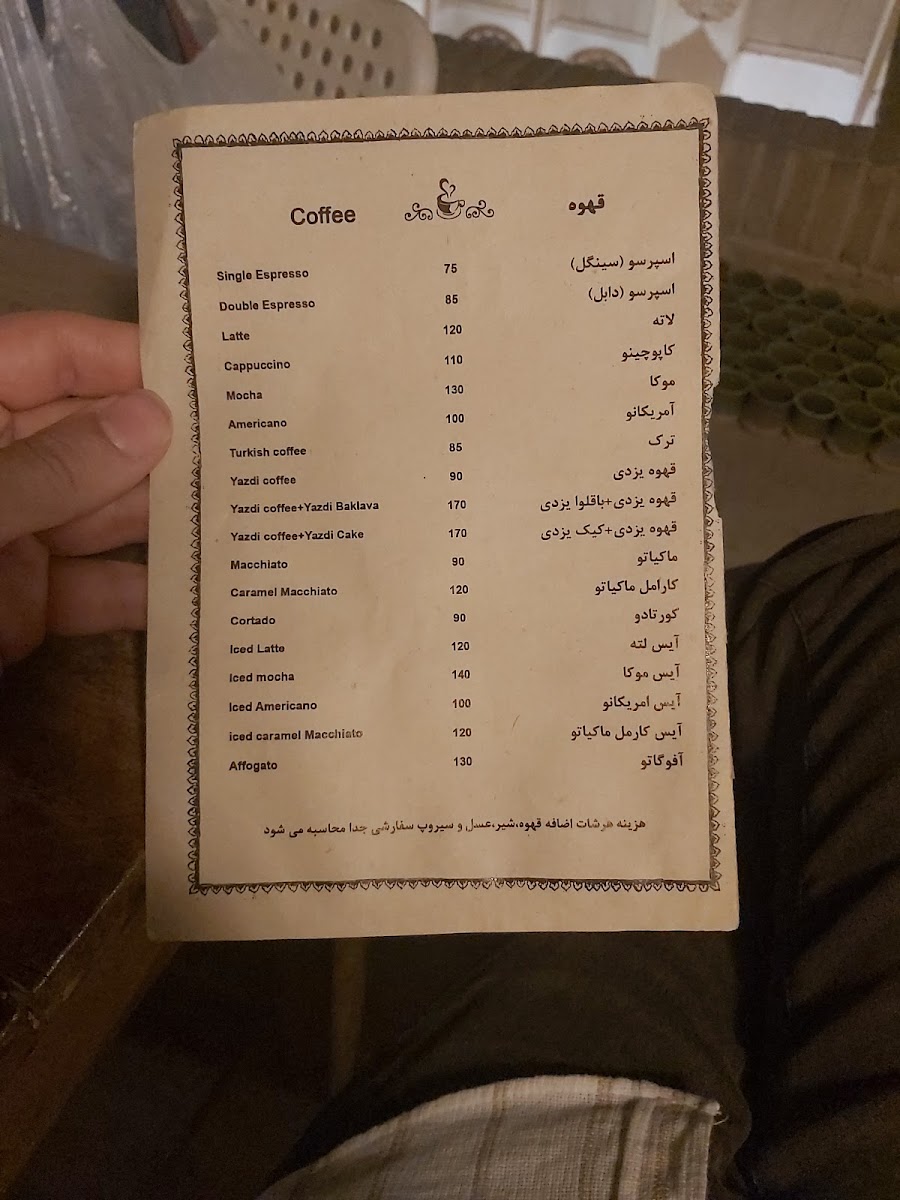 Coffee قهوه
Single Espresso 75 اسپرسو (سینگل)
Double Espresso 85 اسپرسو (دابل)
Latte 120 لاته
Cappuccino 110 کاپوچینو
Mocha 130 موکا
Americano 100 آمریکانو
Turkish coffee 85 ترک
Yazdi coffee 90 قهوه یزدی
Yazdi coffee+Yazdi Baklava 170 قهوه یزدی+باقلوا یزدی
Yazdi coffee+Yazdi Cake 170 قهوه یزدی+کیک یزدی
Macchiato 90 ماکیاتو
Caramel Macchiato 120 کارامل ماکیاتو
Cortado 90 کورتادو
Iced Latte 120 آیس لته
Iced mocha 140 آیس موکا
Iced Americano 100 آیس امریکانو
iced caramel Macchiato 120 آیس کارمل ماکیاتو
Affogato 130 آفوگاتو
هزینه هرشات اضافه قهوه،شیر،عسل و سیروپ سفارشی جدا محاسبه می شود